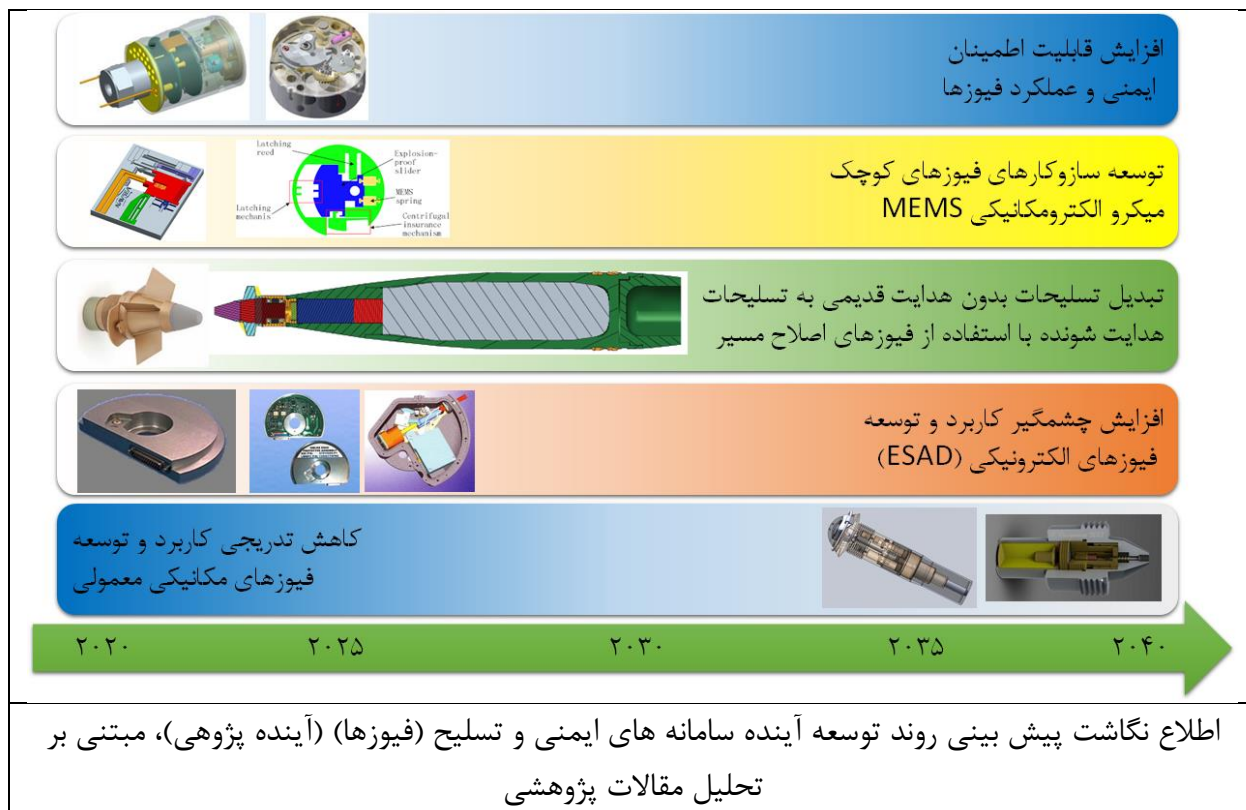 افزایش قابلیت اطمینان
ایمنی و عملکرد فیوزها
Latching
reed
Explosion-
proof
slider
MEMS
spring
Latching
mechanis
Centrifugal
insurance
mechanism
توسعه سازوکارهای فیوزهای کوچک
میکرو الکترومکانیکی MEMS
تبدیل تسلیحات بدون هدایت قدیمی به تسلیحات
هدایت شونده با استفاده از فیوزهای اصلاح مسیر
افزایش چشمگیر کاربرد و توسعه
فیوزهای الکترونیکی (ESAD)
کاهش تدریجی کاربرد و توسعه
فیوزهای مکانیکی معمولی
۲۰۲۰ ۲۰۲۵ ۲۰۳۰ ۲۰۳۵ ۲۰۴۰
اطلاع نگاشت پیش بینی روند توسعه آینده سامانه های ایمنی و تسلیح (فیوزها) (آینده پژوهی)، مبتنی بر
تحلیل مقالات پژوهشی